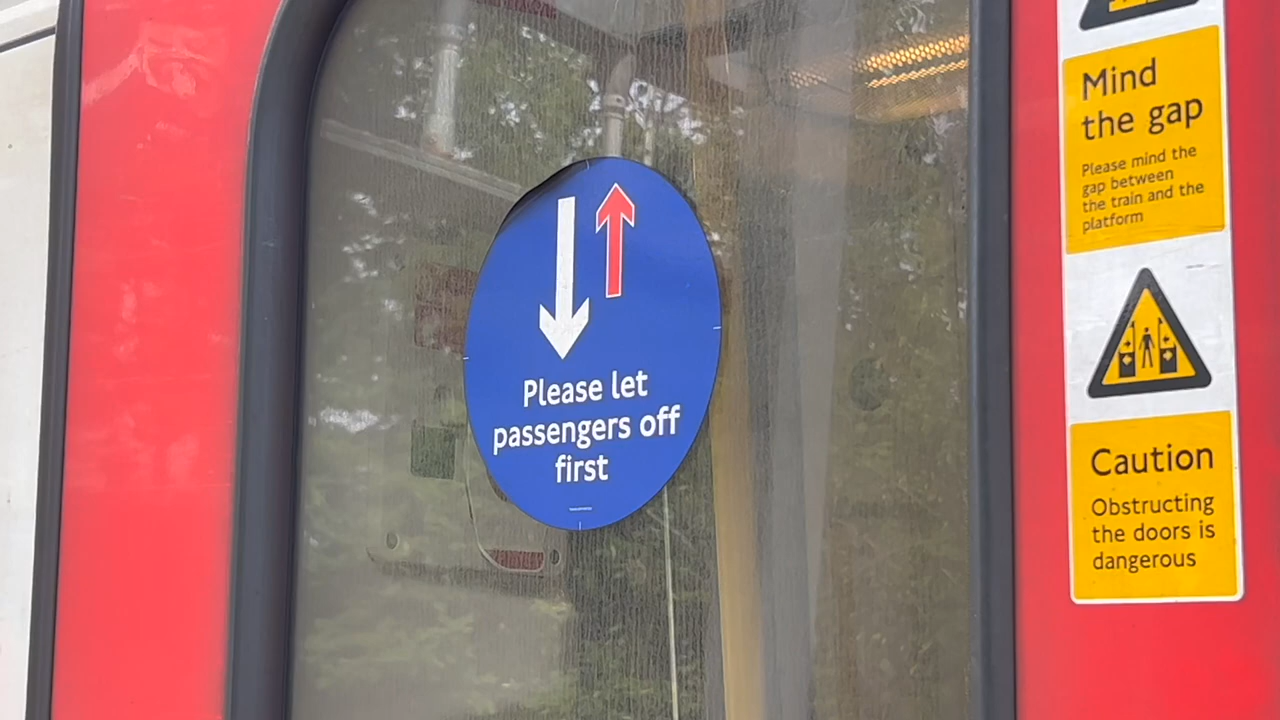 Please let
passengers off
first
Mind
the gap
Please mind the
gap between
the train and the
platform
Caution
Obstructing
the doors is
dangerous